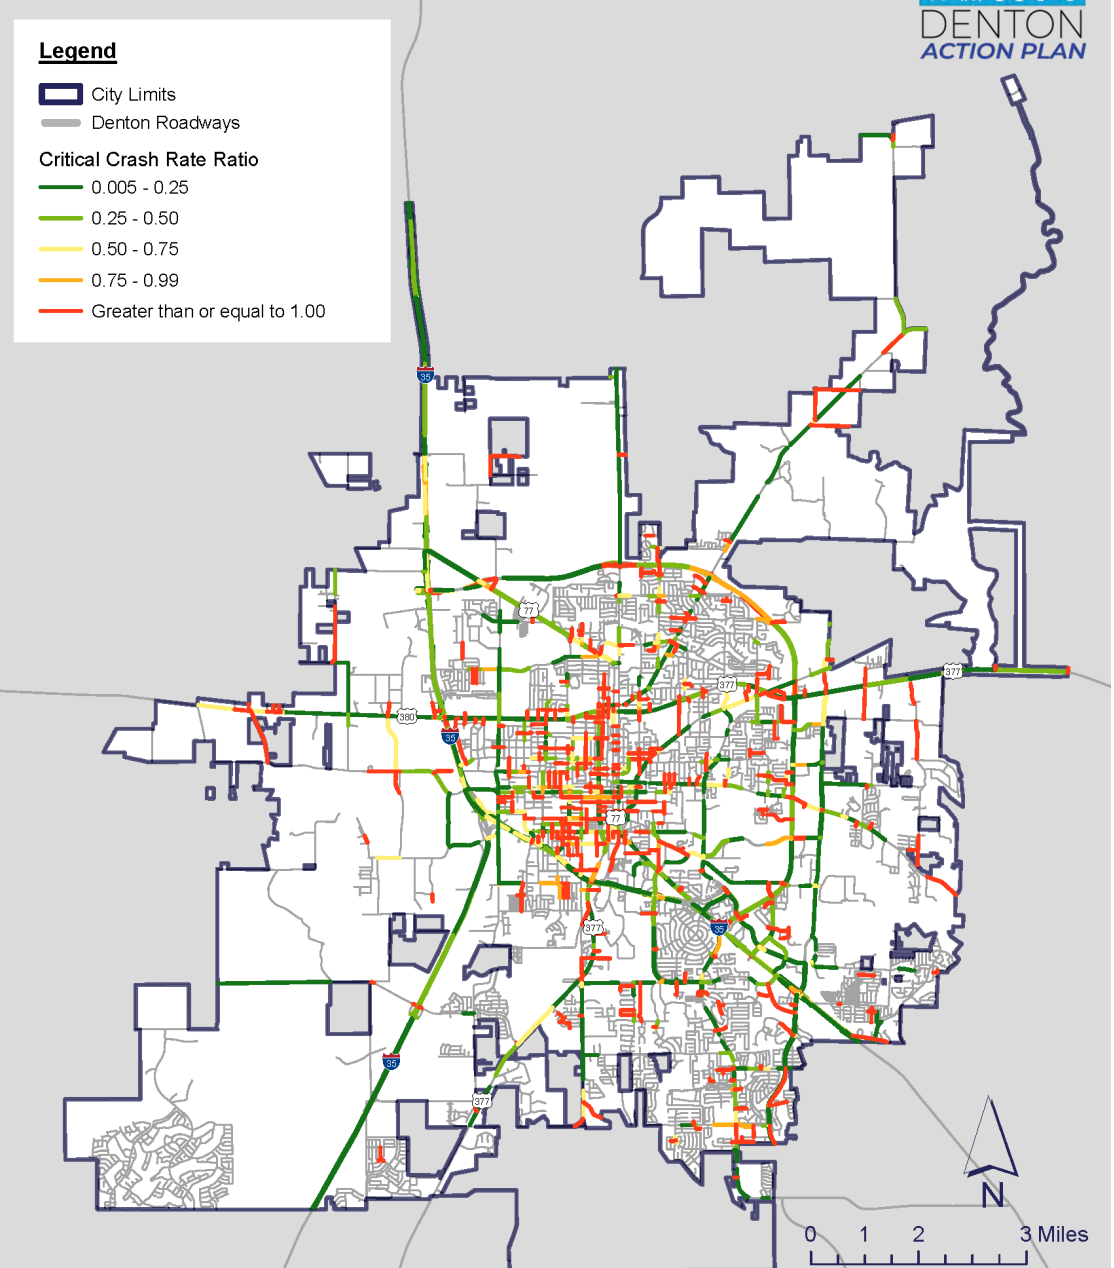 DENTON
ACTION PLAN
Legend
City Limits
Denton Roadways
Critical Crash Rate Ratio
0.005 - 0.25
0.25 - 0.50
0.50 - 0.75
0.75 - 0.99
Greater than or equal to 1.00
35
77
377
377
380
35
77
377
35
35
377
N
0 1 2 3 Miles